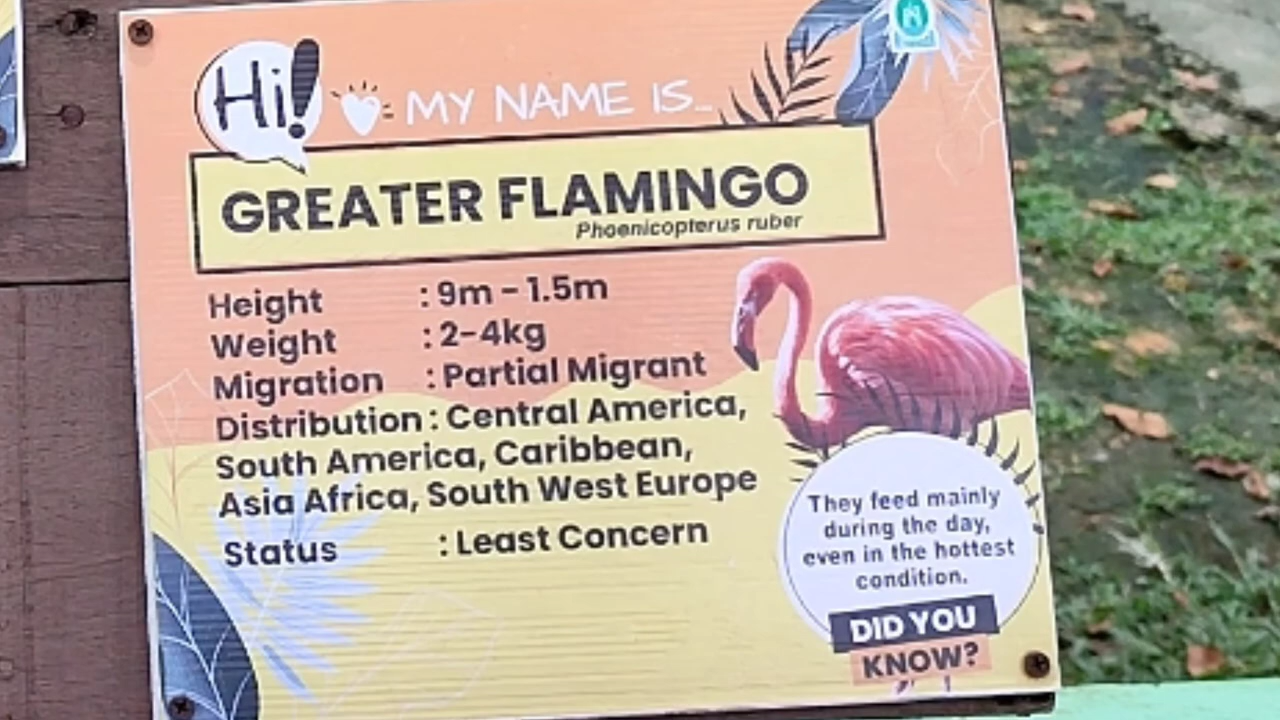 Hi!
MY NAME IS...
GREATER FLAMINGO
Phoenicopterus ruber
Height : 9m - 1.5m
Weight : 2-4kg
Migration : Partial Migrant
Distribution : Central America,
South America, Caribbean,
Asia Africa, South West Europe
Status : Least Concern
They feed mainly
during the day,
even in the hottest
condition.
DID YOU
KNOW?